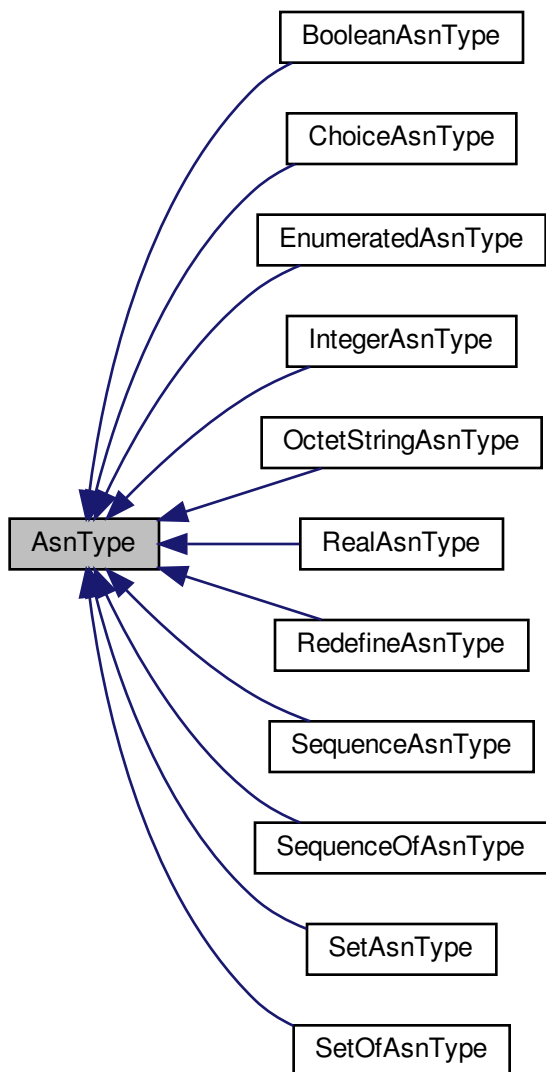 BooleanAsnType
ChoiceAsnType
EnumeratedAsnType
IntegerAsnType
OctetStringAsnType
AsnType
RealAsnType
RedefineAsnType
SequenceAsnType
SequenceOfAsnType
SetAsnType
SetOfAsnType